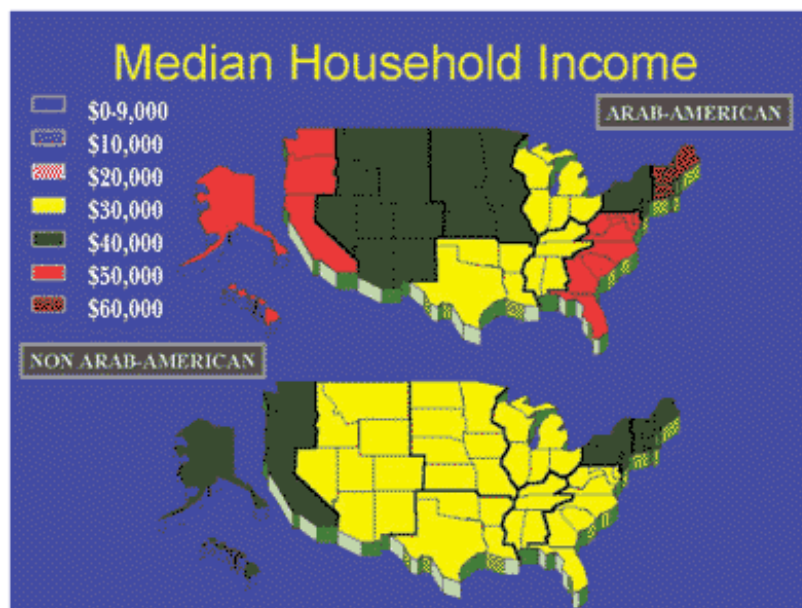 Median Household Income
$0-9,000
$10,000
$20,000
$30,000
$40,000
$50,000
$60,000
ARAB-AMERICAN
NON ARAB-AMERICAN